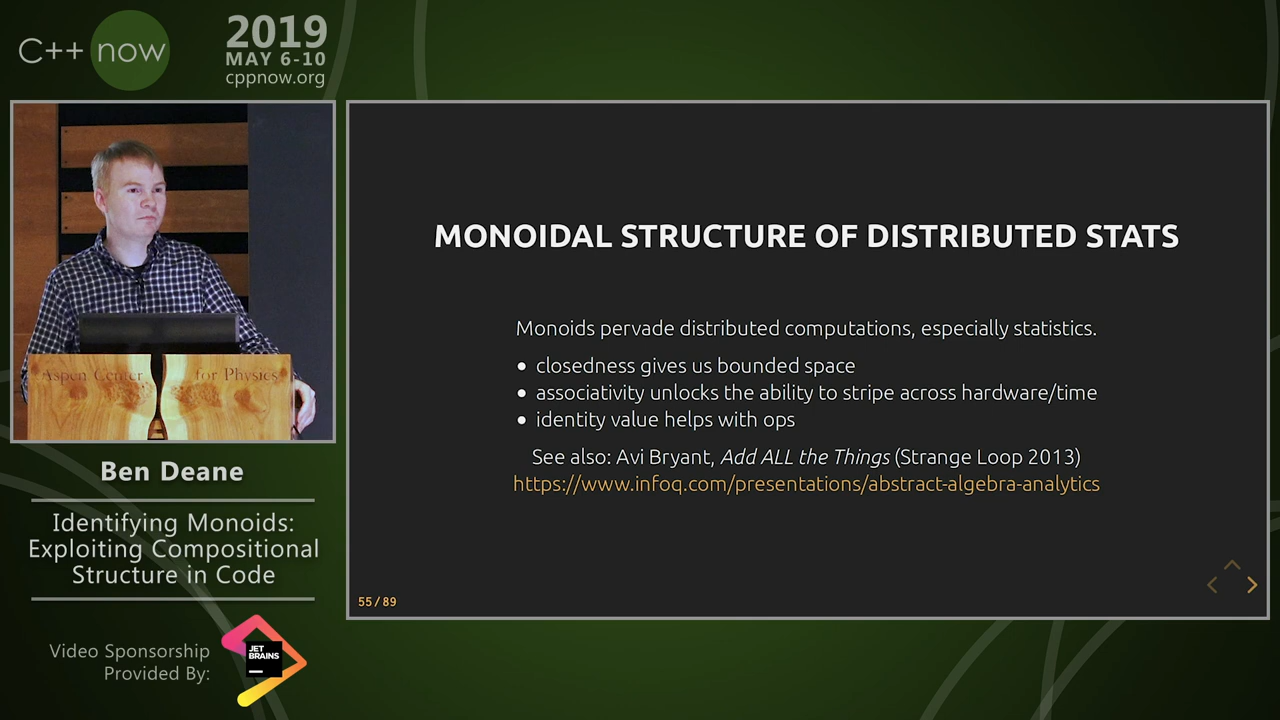 C++ now
2019
MAY 6-10
cppnow.org
MONOIDAL STRUCTURE OF DISTRIBUTED STATS
Monoids pervade distributed computations, especially statistics.
• closedness gives us bounded space
• associativity unlocks the ability to stripe across hardware/time
• identity value helps with ops
See also: Avi Bryant, Add ALL the Things (Strange Loop 2013)
https://www.infoq.com/presentations/abstract-algebra-analytics
55 / 89
Aspen Center for Physics
Ben Deane
Identifying Monoids:
Exploiting Compositional
Structure in Code
Video Sponsorship
Provided By:
JET
BRAINS